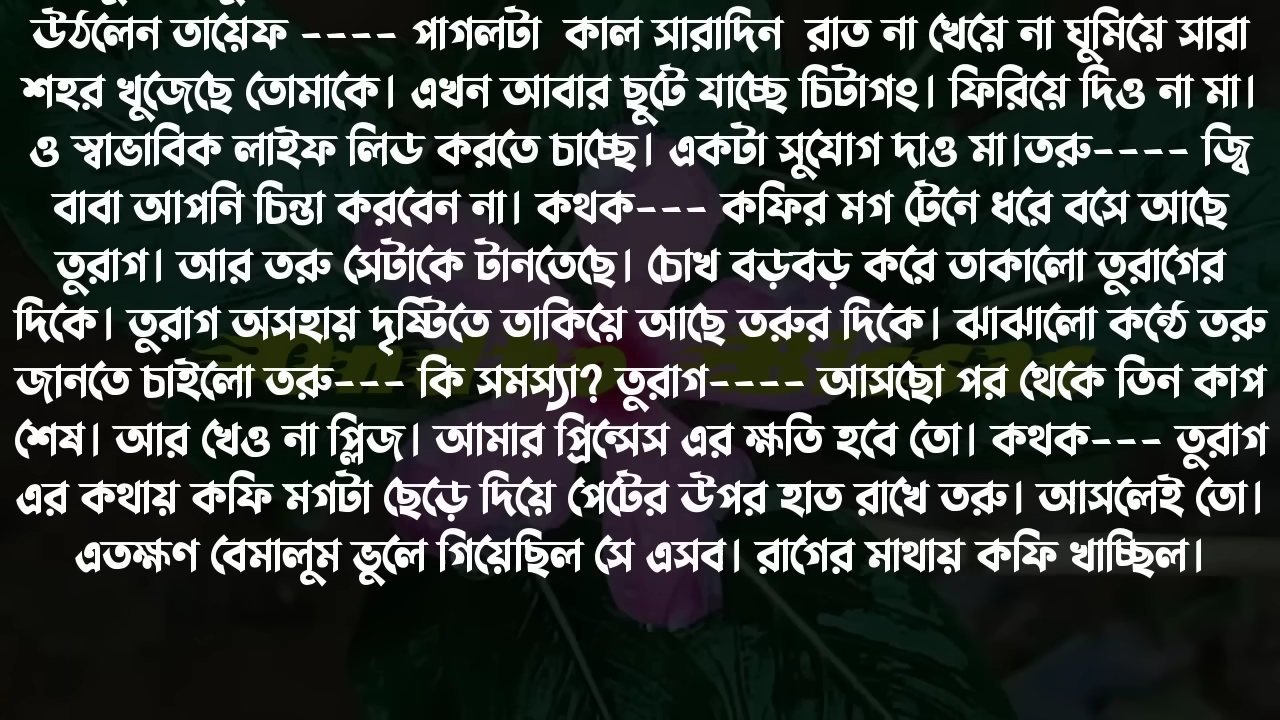 উঠলেন তায়েফ ---- পাগলটা কাল সারাদিন রাত না খেয়ে না ঘুমিয়ে সারা
শহর খুজেছে তোমাকে। এখন আবার ছুটে যাচ্ছে চিটাগং। ফিরিয়ে দিও না মা।
ও স্বাভাবিক লাইফ লিড করতে চাচ্ছে। একটা সুযোগ দাও মা।তরু---- জ্বি
বাবা আপনি চিন্তা করবেন না। কথক--- কফির মগ টেনে ধরে বসে আছে
তুরাগ। আর তরু সেটাকে টানতেছে। চোখ বড়বড় করে তাকালো তুরাগের
দিকে। তুরাগ অসহায় দৃষ্টিতে তাকিয়ে আছে তরুর দিকে। ঝাঝালো কন্ঠে তরু
জানতে চাইলো তরু--- কি সমস্যা? তুরাগ---- আসছো পর থেকে তিন কাপ
শেষ। আর খেও না প্লিজ। আমার প্রিন্সেস এর ক্ষতি হবে তো। কথক--- তুরাগ
এর কথায় কফি মগটা ছেড়ে দিয়ে পেটের উপর হাত রাখে তরু। আসলেই তো।
এতক্ষণ বেমালুম ভুলে গিয়েছিল সে এসব। রাগের মাথায় কফি খাচ্ছিল।